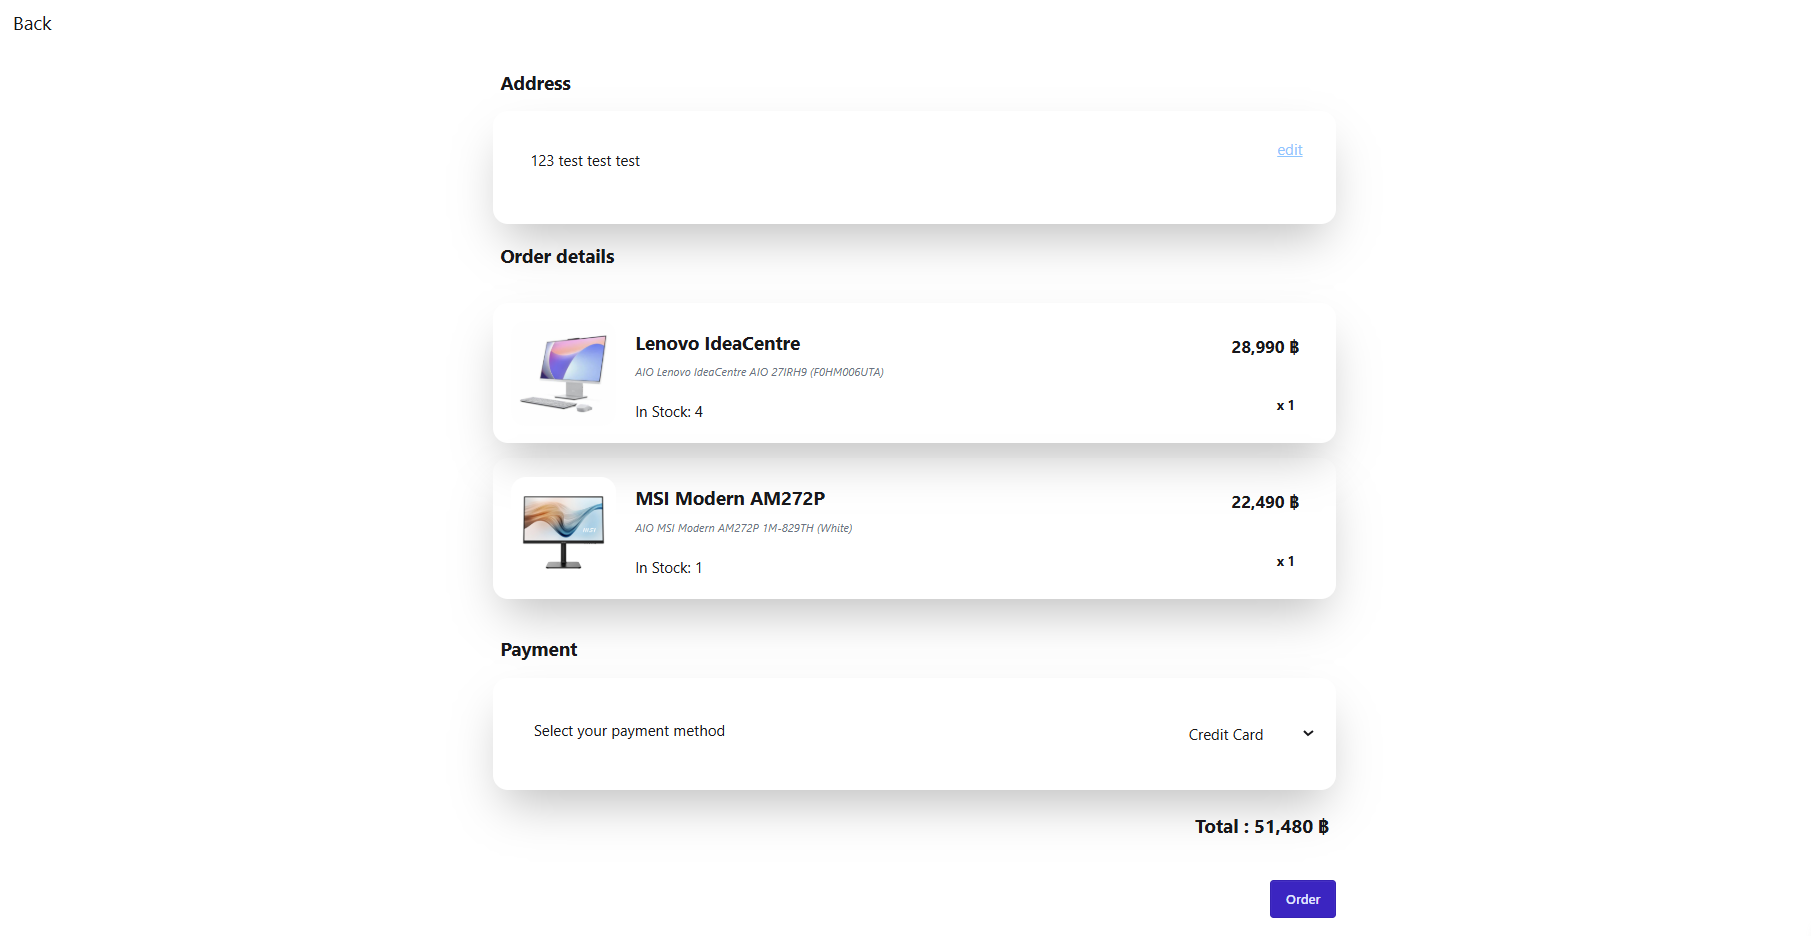 Back
Address
123 test test test
edit
Order details
Lenovo IdeaCentre
28,990 ฿
AIO Lenovo IdeaCentre AIO 27IRH9 (F0HM006UTA)
In Stock: 4
x 1
MSI Modern AM272P
22,490 ฿
AIO MSI Modern AM272P 1M-829TH (White)
In Stock: 1
x 1
Payment
Select your payment method
Credit Card
Total : 51,480 ฿
Order